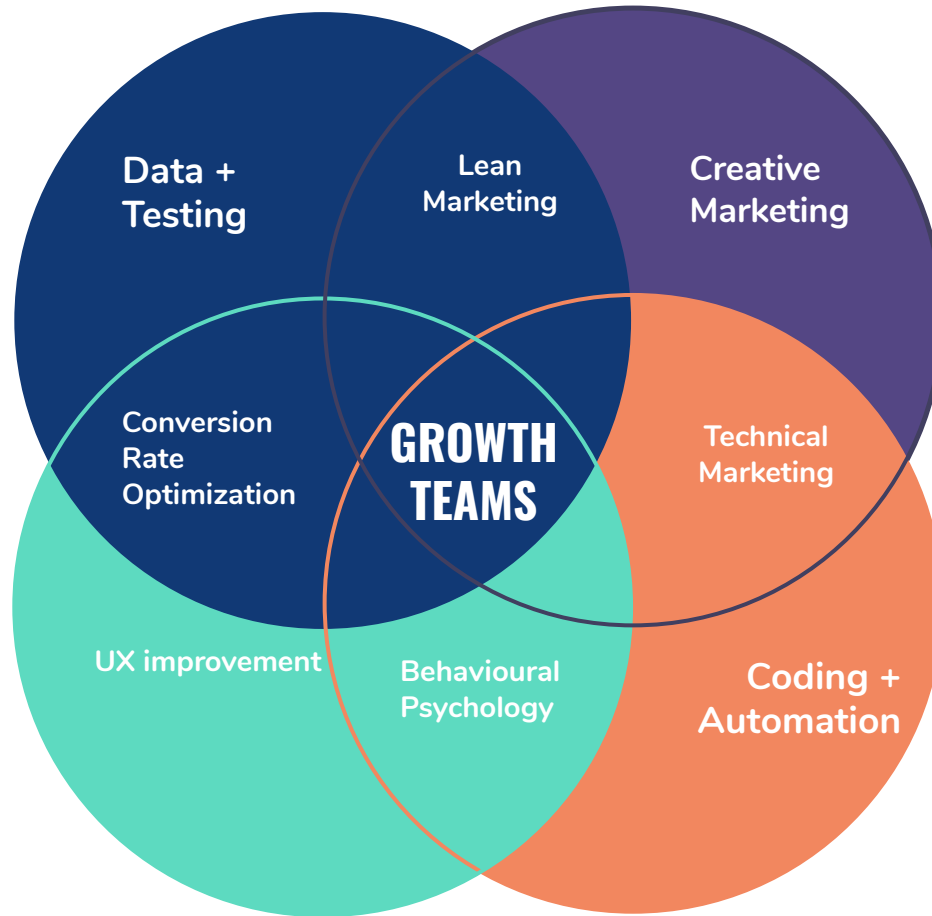 Data +
Testing
Lean
Marketing
Creative
Marketing
Conversion
Rate
Optimization
GROWTH
TEAMS
Technical
Marketing
UX improvement
Behavioural
Psychology
Coding +
Automation